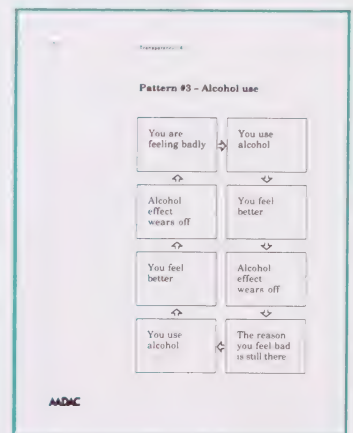 Pattern #3 - Alcohol use
You are
feeling badly
You use
alcohol
Alcohol
effect
wears off
You feel
better
You feel
better
Alcohol
effect
wears off
You use
alcohol
The reason
you feel bad
is still there
AADAC